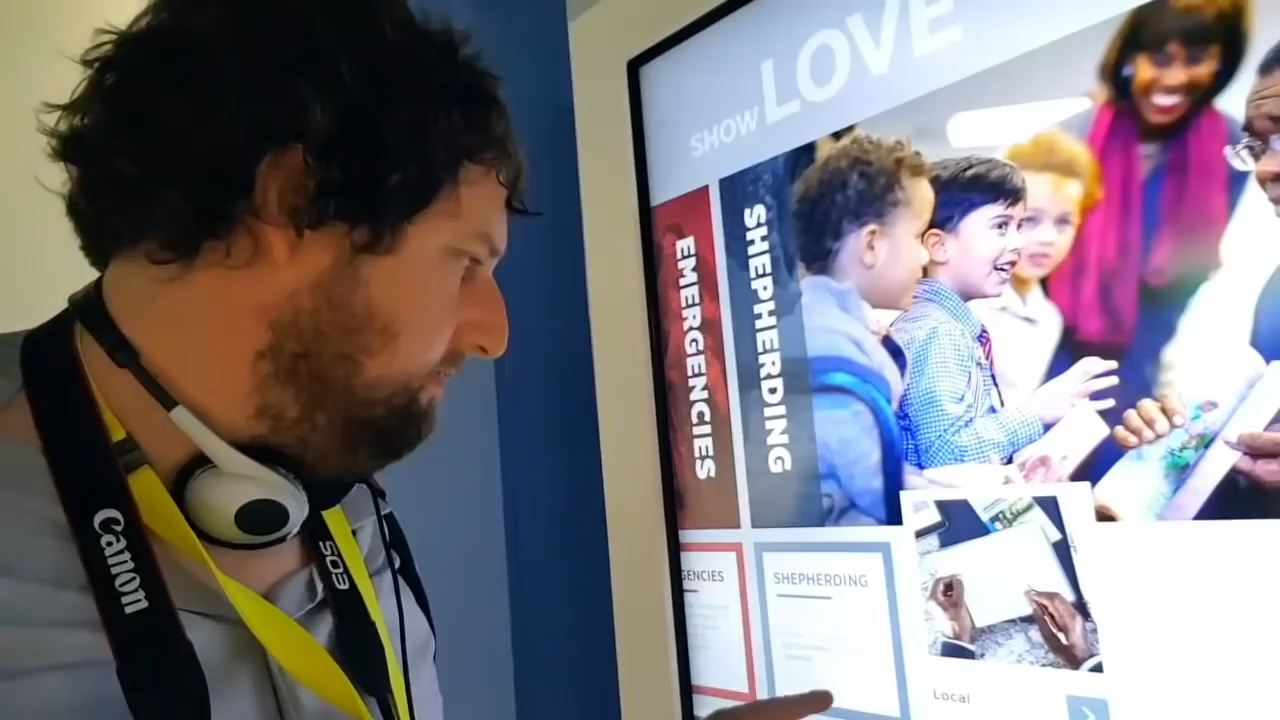 SHOW LOVE
EMERGENCIES
SHEPHERDING
Canon
EOS
GENCIES
SHEPHERDING
Local